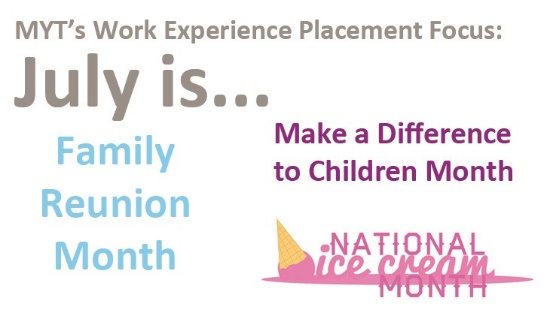 MYT's Work Experience Placement Focus:
July is...
Family
Reunion
Month
Make a Difference
to Children Month
NATIONAL
ice cream
MONTH